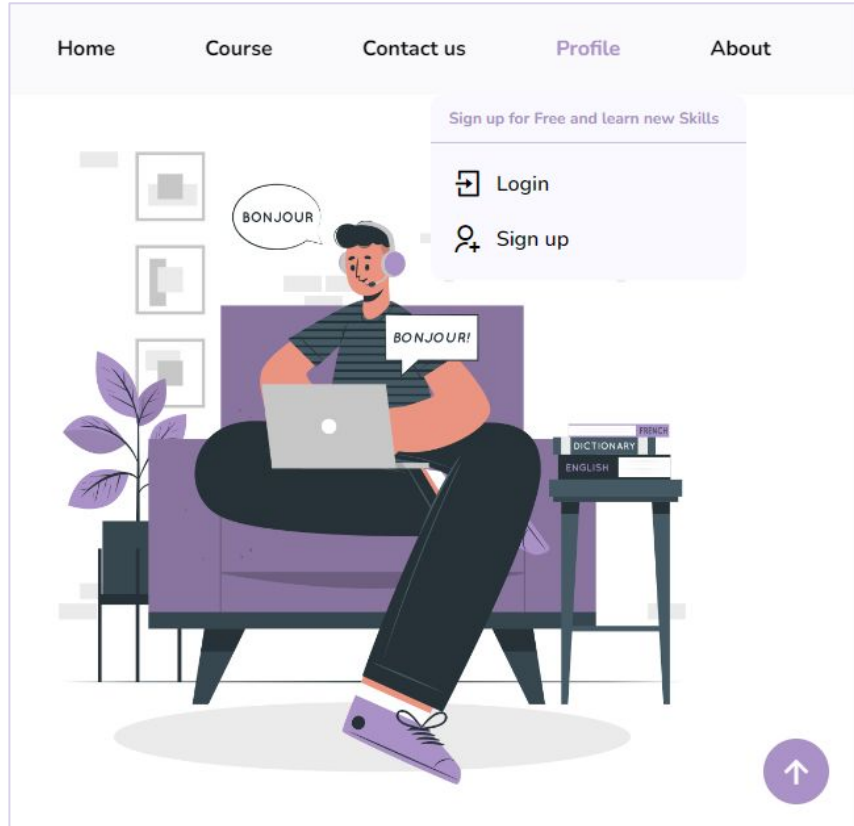 Home Course Contact us Profile About
Sign up for Free and learn new Skills
Login
Sign up
BONJOUR
BONJOUR!
FRENCH
DICTIONARY
ENGLISH